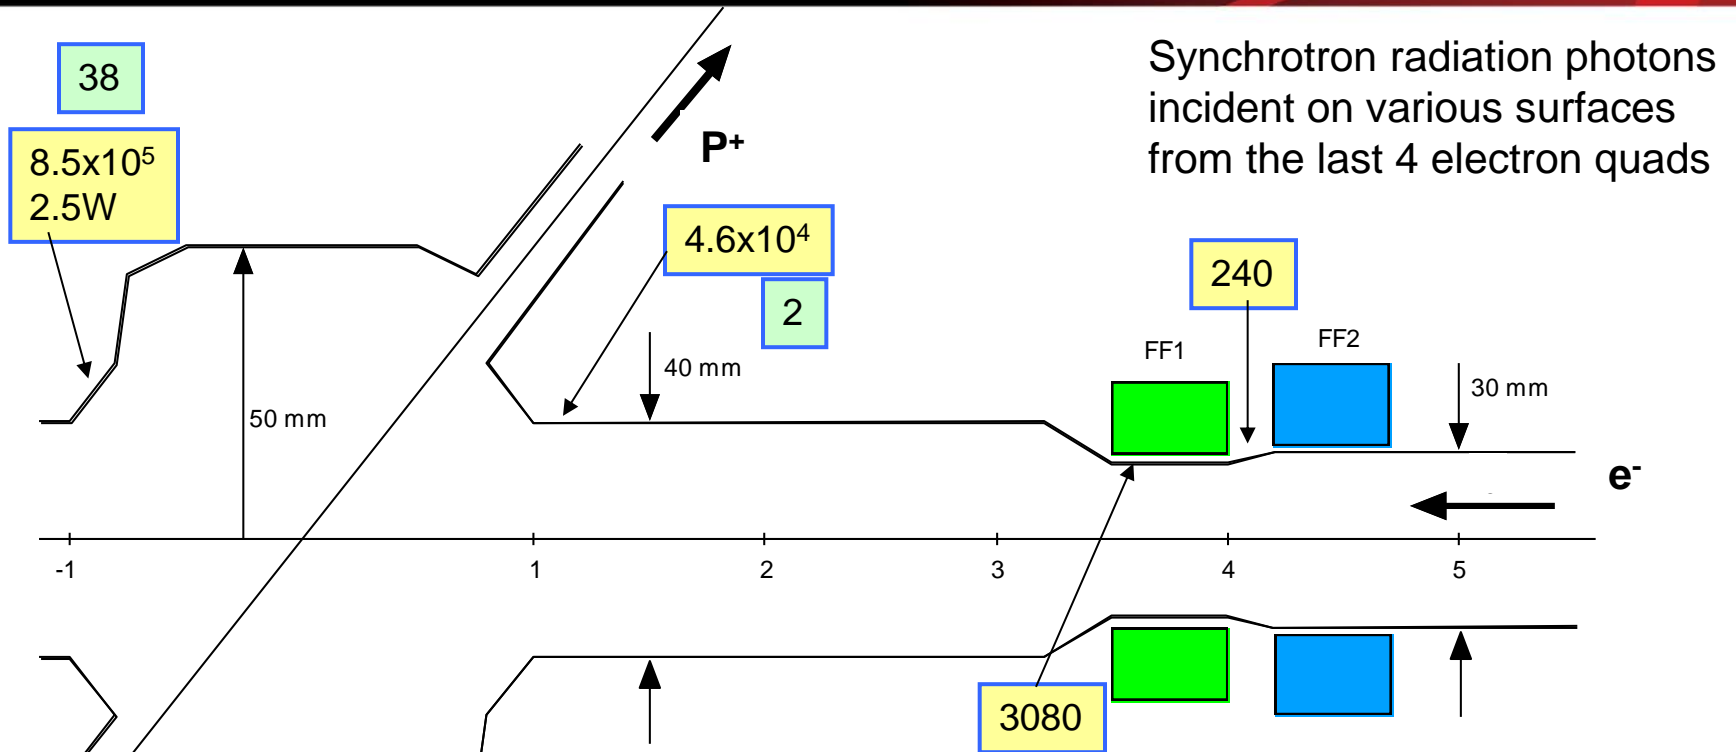 Synchrotron radiation photons
incident on various surfaces
from the last 4 electron quads
38
8.5x10⁵
2.5W
P⁺
4.6x10⁴
2
240
FF1
FF2
40 mm
30 mm
50 mm
e⁻
-1
1
2
3
4
5
3080